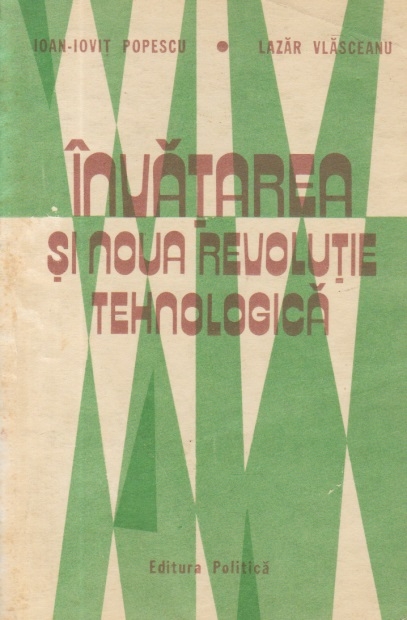 IOAN-IOVIT POPESCU • LAZĂR VLĂSCEANU
ÎNVĂȚAREA
ȘI NOUA REVOLUȚIE
TEHNOLOGICĂ
Editura Politică